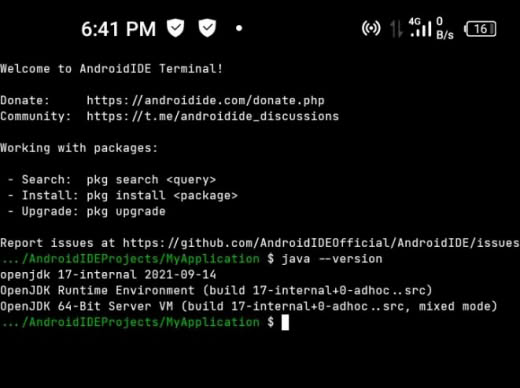 6:41 PM 4G 0 B/s 16
Welcome to AndroidIDE Terminal!
Donate: https://androidide.com/donate.php
Community: https://t.me/androidide_discussions
Working with packages:
- Search: pkg search <query>
- Install: pkg install <package>
- Upgrade: pkg upgrade
Report issues at https://github.com/AndroidIDEOfficial/AndroidIDE/issues
.../AndroidIDEProjects/MyApplication $ java --version
openjdk 17-internal 2021-09-14
OpenJDK Runtime Environment (build 17-internal+0-adhoc..src)
OpenJDK 64-Bit Server VM (build 17-internal+0-adhoc..src, mixed mode)
.../AndroidIDEProjects/MyApplication $